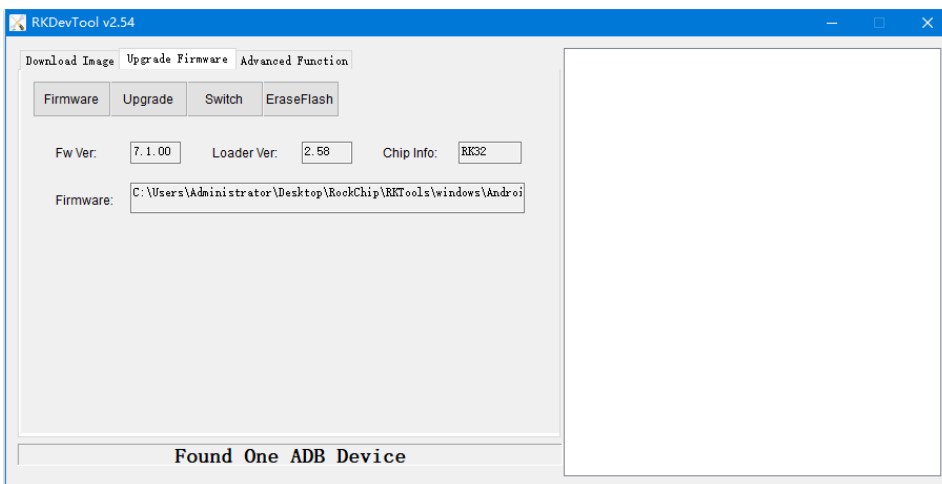 RKDevTool v2.54
Download Image Upgrade Firmware Advanced Function
Firmware Upgrade Switch EraseFlash
Fw Ver: 7.1.00 Loader Ver: 2.58 Chip Info: RK32
Firmware: C:\Users\Administrator\Desktop\RockChip\RKTools\windows\Androi
Found One ADB Device